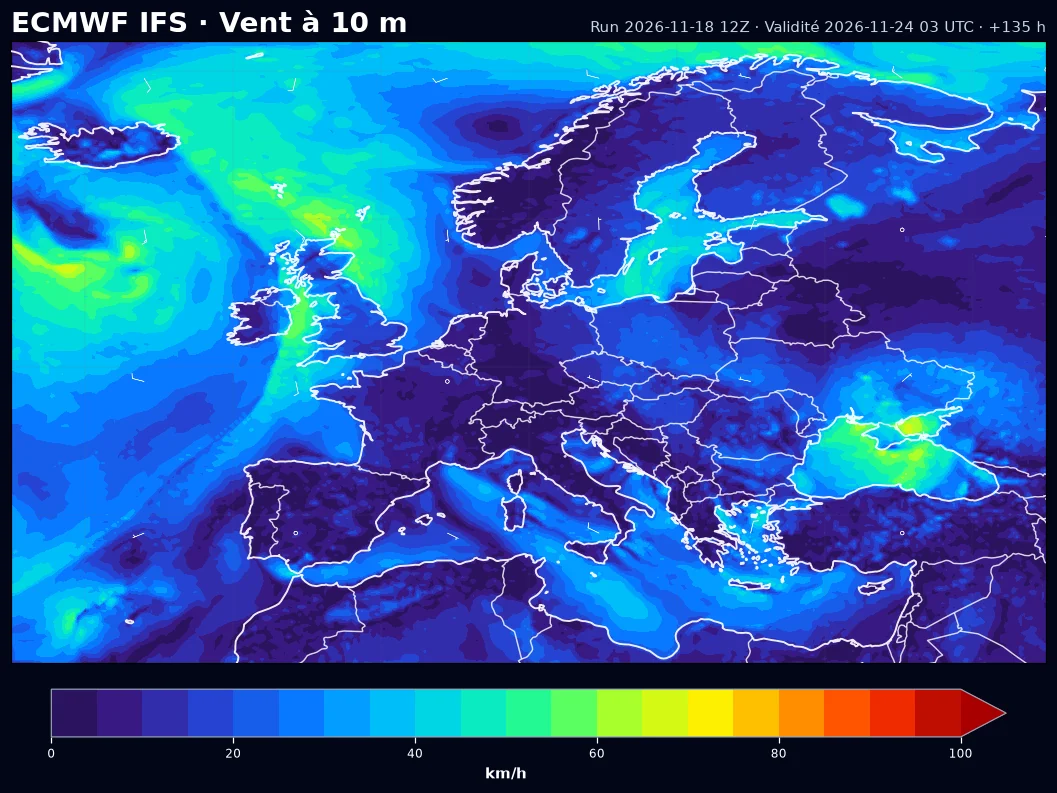 ECMWF IFS · Vent à 10 m
Run 2026-11-18 12Z · Validité 2026-11-24 03 UTC · +135 h
0 20 40 60 80 100
km/h